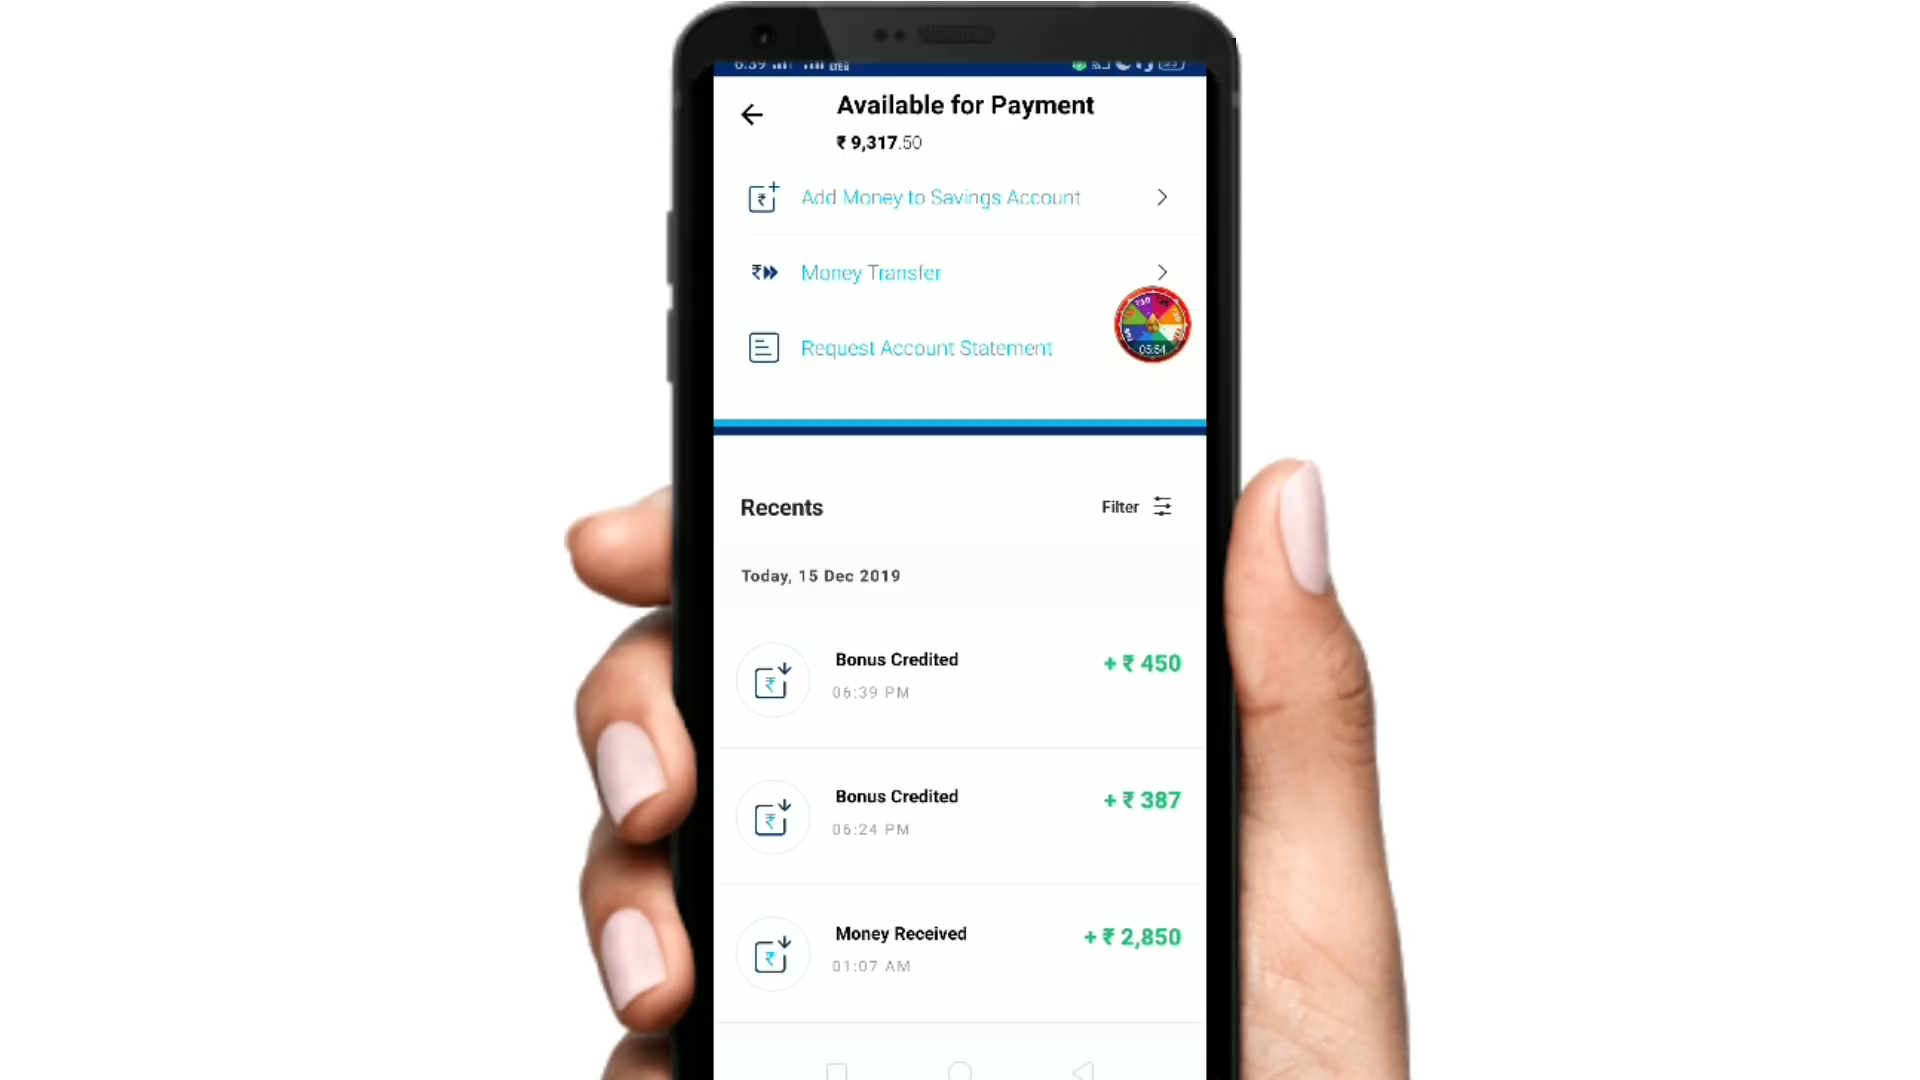 6:39
Available for Payment
₹ 9,317.50
Add Money to Savings Account
Money Transfer
Request Account Statement
05:54
Recents
Filter
Today, 15 Dec 2019
Bonus Credited
+ ₹ 450
06:39 PM
Bonus Credited
+ ₹ 387
06:24 PM
Money Received
+ ₹ 2,850
01:07 AM